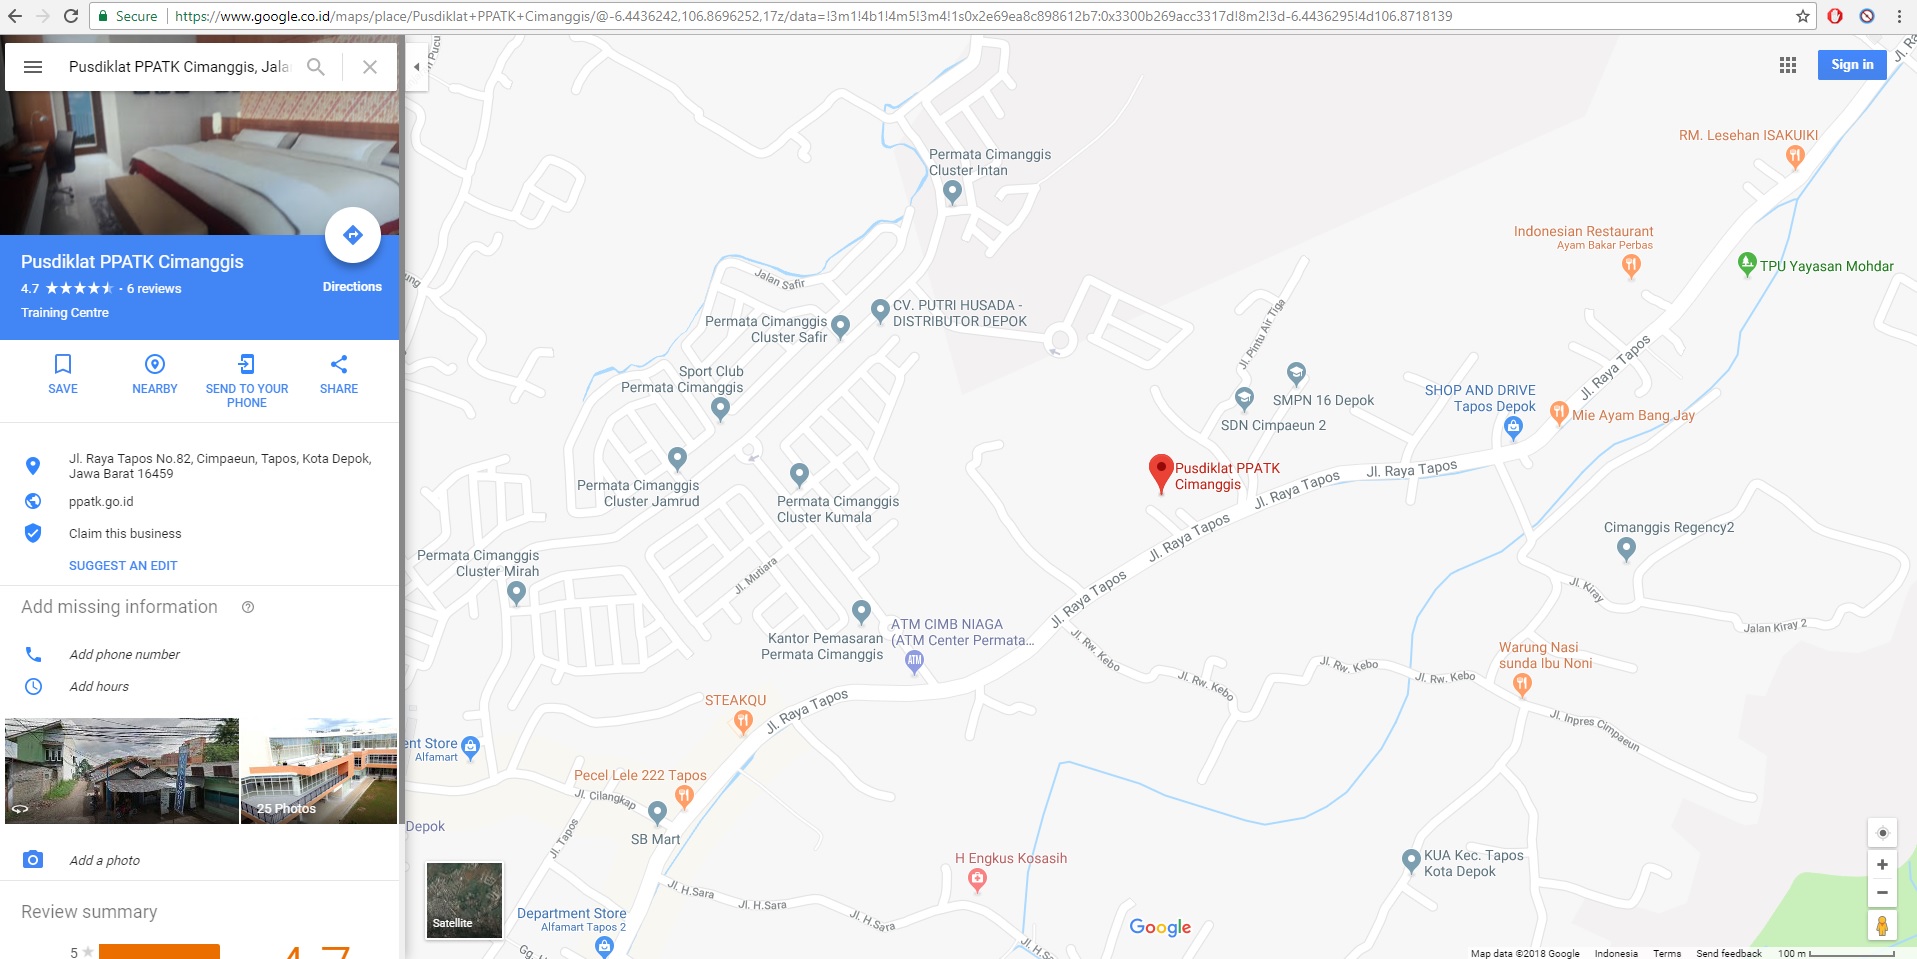 Secure
https://www.google.co.id/maps/place/Pusdiklat+PPATK+Cimanggis/@-6.4436242,106.8696252,17z/data=!3m1!4b1!4m5!3m4!1s0x2e69ea8c898612b7:0x3300b269acc3317d!8m2!3d-6.4436295!4d106.8718139
Pusdiklat PPATK Cimanggis, Jala
Pusdiklat PPATK Cimanggis
4.7 ★★★★★ - 6 reviews
Training Centre
Directions
SAVE
NEARBY
SEND TO YOUR
PHONE
SHARE
Jl. Raya Tapos No.82, Cimpaeun, Tapos, Kota Depok,
Jawa Barat 16459
ppatk.go.id
Claim this business
SUGGEST AN EDIT
Add missing information
Add phone number
Add hours
25 Photos
Add a photo
Review summary
5
4.7
Sign in
Jl. Ra
RM. Lesehan ISAKUIKI
Permata Cimanggis
Cluster Intan
Indonesian Restaurant
Ayam Bakar Perbas
TPU Yayasan Mohdar
Jalan Safir
ung
CV. PUTRI HUSADA -
DISTRIBUTOR DEPOK
Permata Cimanggis
Cluster Safir
Jl. Pintu Air Tiga
Jl. Raya Tapos
Sport Club
Permata Cimanggis
SMPN 16 Depok
SDN Cimpaeun 2
SHOP AND DRIVE
Tapos Depok
Mie Ayam Bang Jay
Pusdiklat PPATK
Cimanggis
Jl. Raya Tapos
Jl. Raya Tapos
Permata Cimanggis
Cluster Jamrud
Permata Cimanggis
Cluster Kumala
Jl. Raya Tapos
Cimanggis Regency2
Permata Cimanggis
Cluster Mirah
Jl. Mutiara
Jl. Raya Tapos
Jl. Kiray
Jalan Kiray 2
ATM CIMB NIAGA
(ATM Center Permata...
ATM
Kantor Pemasaran
Permata Cimanggis
Jl. Rw. Kebo
Jl. Rw. Kebo
Jl. Rw. Kebo
Jl. Rw. Kebo
Warung Nasi
sunda Ibu Noni
STEAKQU
Jl. Raya Tapos
Jl. Inpres Cimpaeun
ent Store
Alfamart
Pecel Lele 222 Tapos
Jl. Cilangkap
SB Mart
Depok
Jl. Tapos
H Engkus Kosasih
KUA Kec. Tapos
Kota Depok
Jl. H.Sara
Jl. H.Sara
Jl. H.Sara
Jl. H.S
Department Store
Alfamart Tapos 2
Gg. H
Satellite
Google
Map data ©2018 Google
Indonesia
Terms
Send feedback
100 m